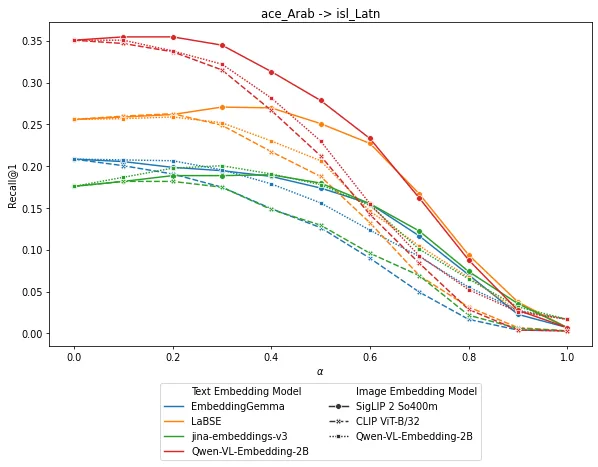 ace_Arab -> isl_Latn
Recall@1
0.35
0.30
0.25
0.20
0.15
0.10
0.05
0.00
0.0 0.2 0.4 0.6 0.8 1.0
α
Text Embedding Model Image Embedding Model
EmbeddingGemma SigLIP 2 So400m
LaBSE CLIP ViT-B/32
jina-embeddings-v3 Qwen-VL-Embedding-2B
Qwen-VL-Embedding-2B